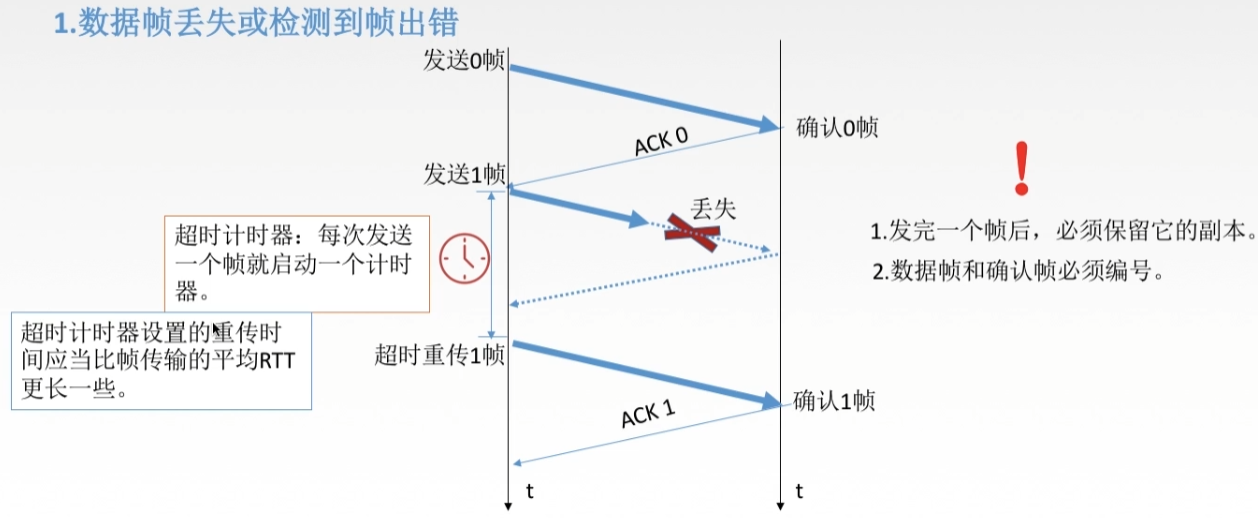 1.数据帧丢失或检测到帧出错
发送0帧
确认0帧
ACK 0
发送1帧
丢失
超时计时器：每次发送
一个帧就启动一个计时
器。
1.发完一个帧后，必须保留它的副本。
2.数据帧和确认帧必须编号。
超时计时器设置的重传时
间应当比帧传输的平均RTT
更长一些。
超时重传1帧
确认1帧
ACK 1
t
t